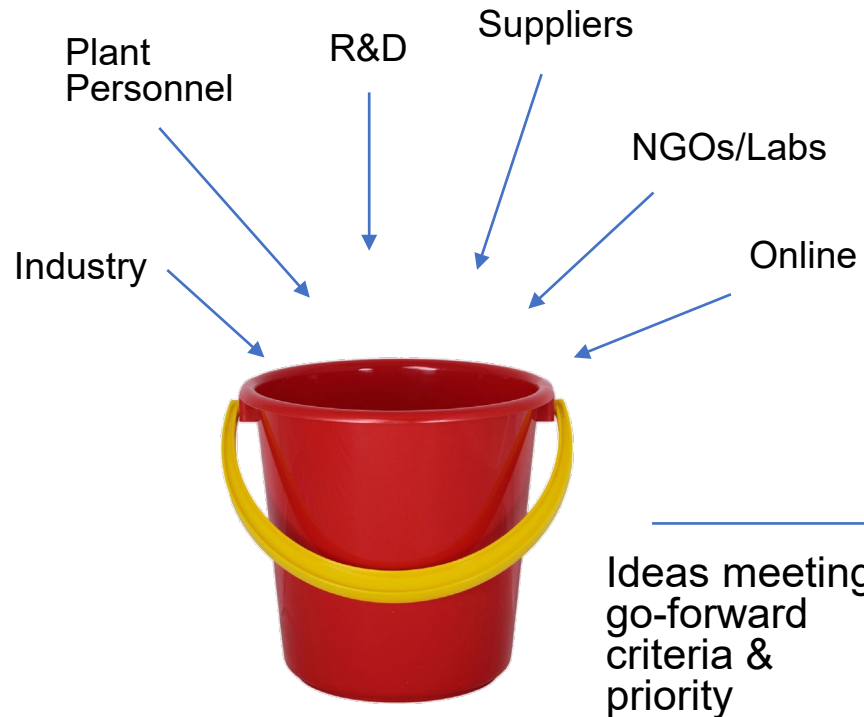 Suppliers
R&D
Plant
Personnel
NGOs/Labs
Online
Industry
Ideas meeting
go-forward
criteria &
priority